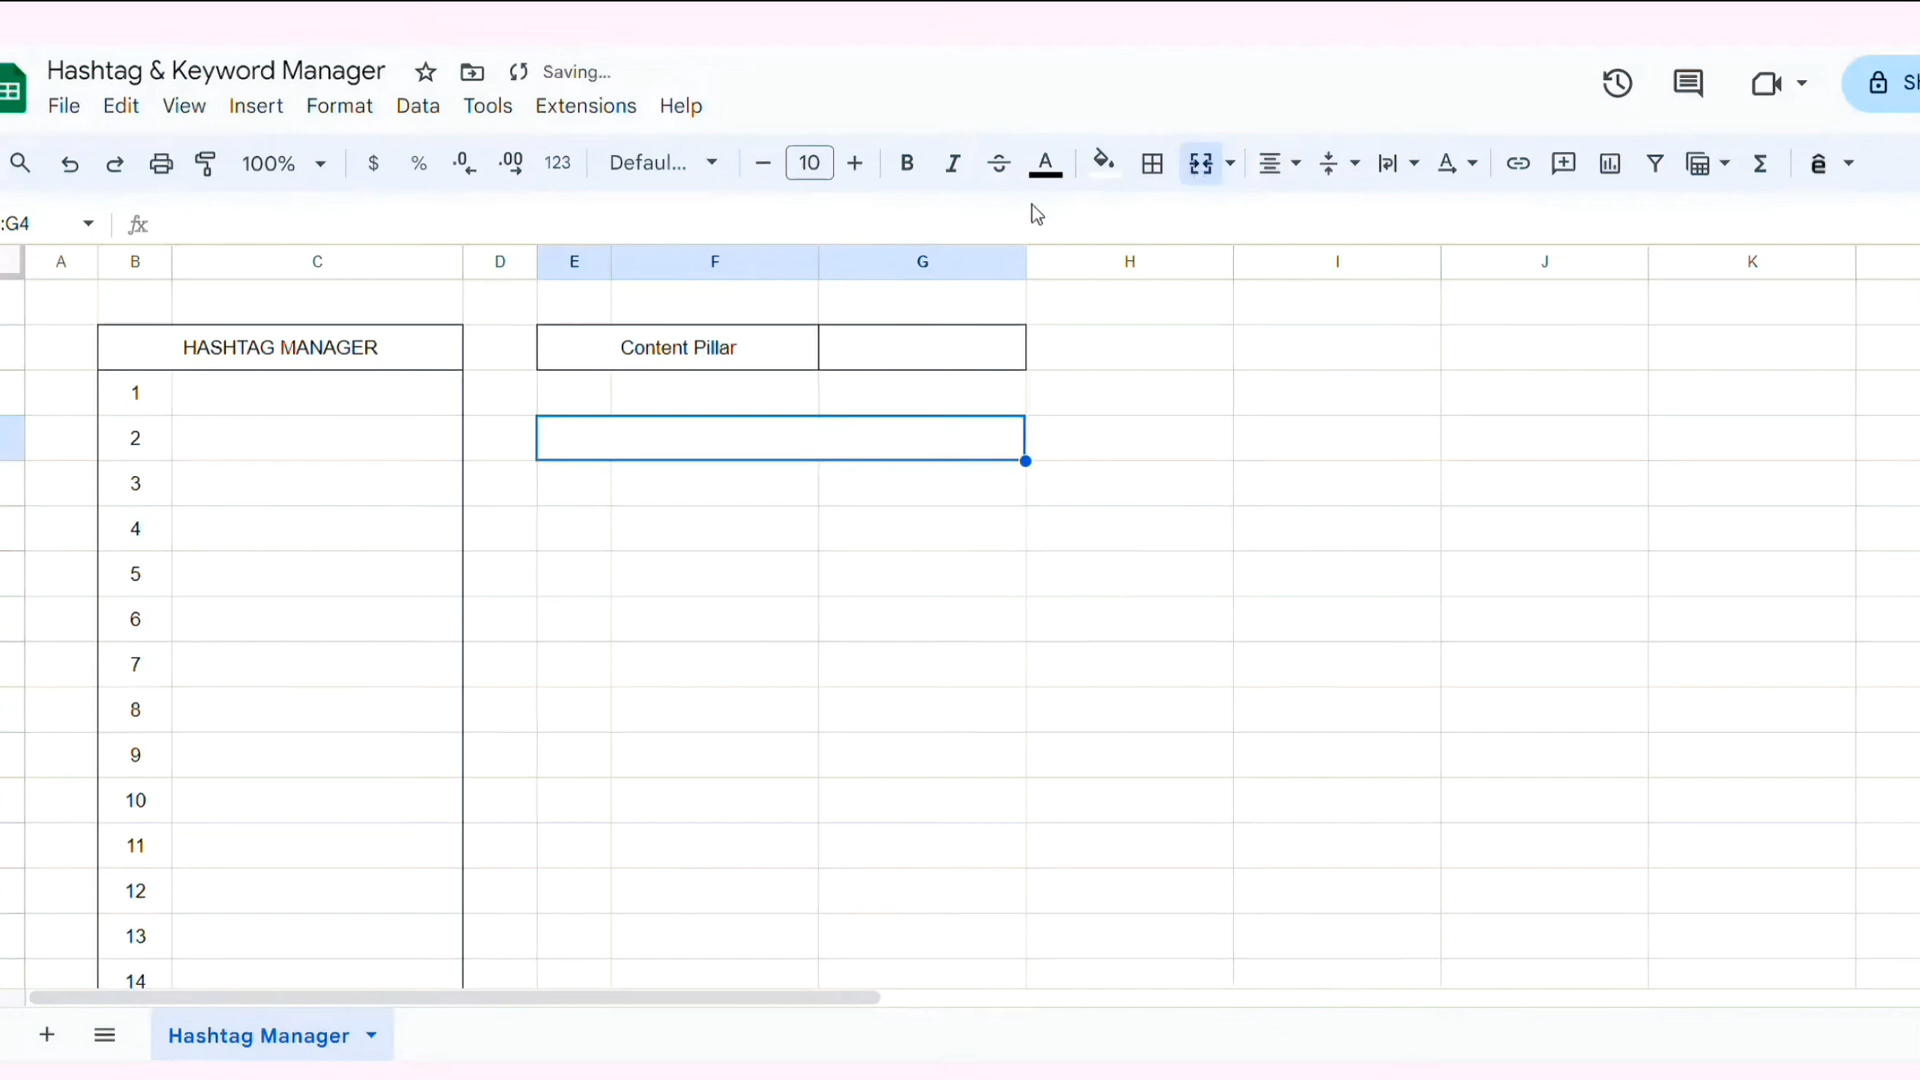 Hashtag & Keyword Manager Saving...
File Edit View Insert Format Data Tools Extensions Help
100% $ % .0 .00 123 Defaul... 10 B I A
:G4 fx
A B C D E F G H I J K
HASHTAG MANAGER Content Pillar
1
2
3
4
5
6
7
8
9
10
11
12
13
14
Hashtag Manager